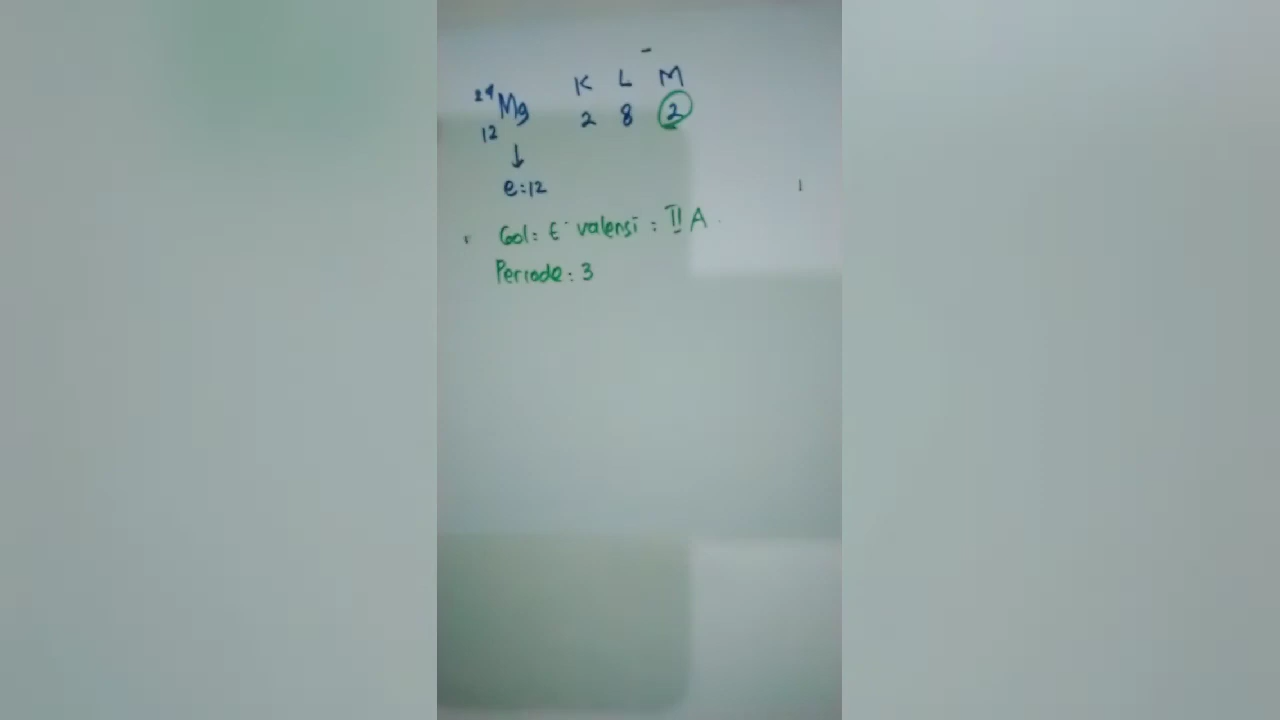 K L M
24 Mg 2 8 2
12
↓
e:12
Gol: e⁻ valensi : II A
Periode : 3